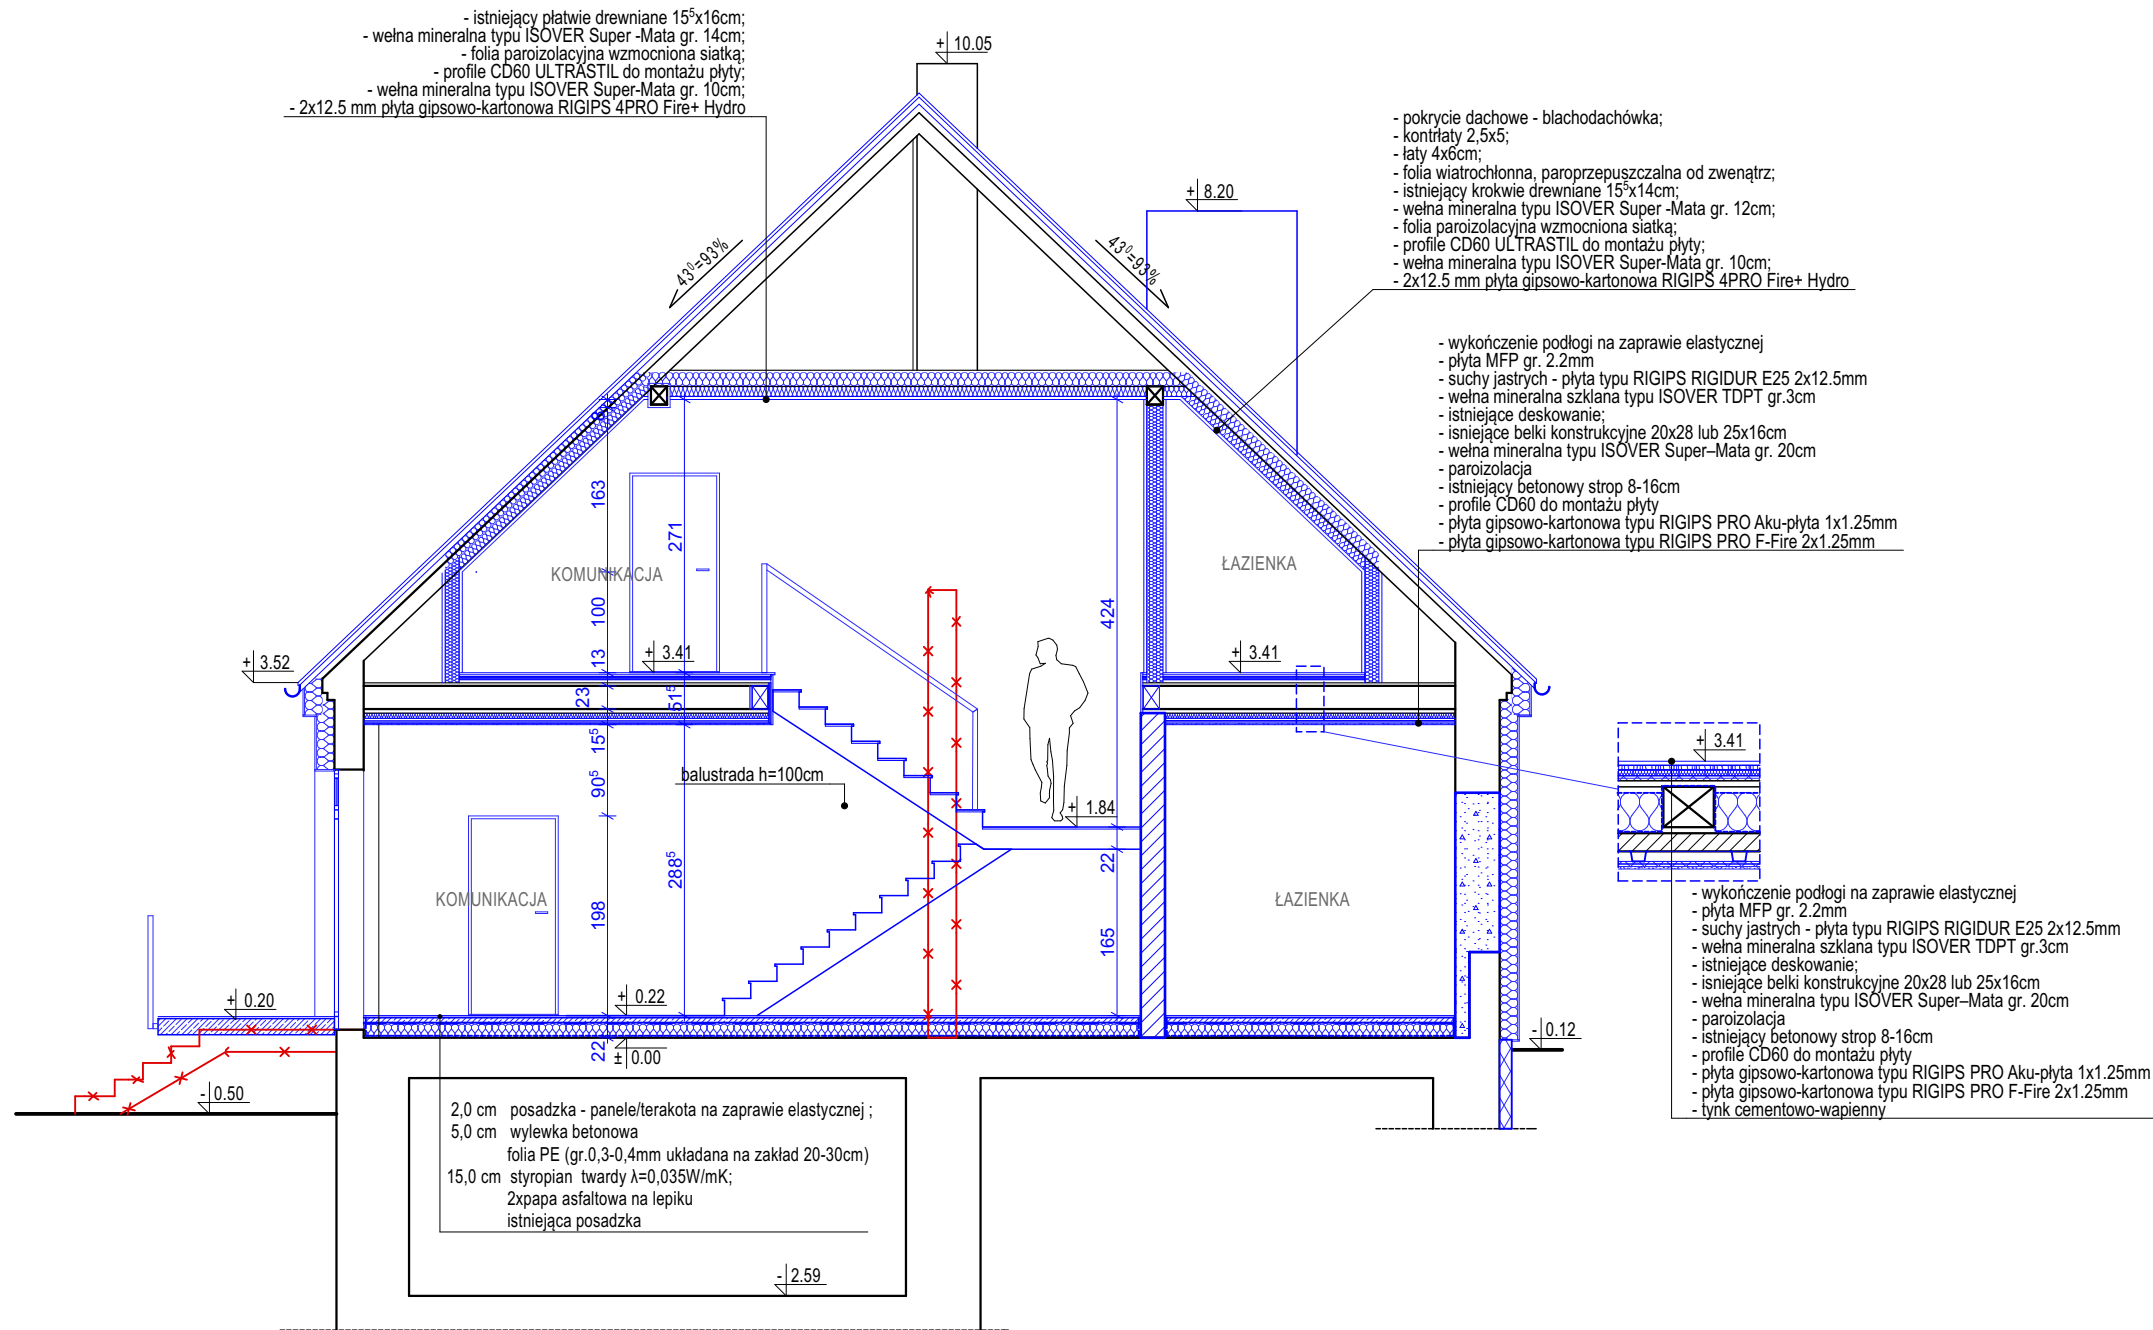 - istniejący płatwie drewniane 15⁵x16cm;
- wełna mineralna typu ISOVER Super -Mata gr. 14cm;
- folia paroizolacyjna wzmocniona siatką;
- profile CD60 ULTRASTIL do montażu płyty;
- wełna mineralna typu ISOVER Super-Mata gr. 10cm;
- 2x12.5 mm płyta gipsowo-kartonowa RIGIPS 4PRO Fire+ Hydro
+ 10.05
- pokrycie dachowe - blachodachówka;
- kontrłaty 2,5x5;
- łaty 4x6cm;
- folia wiatrochłonna, paroprzepuszczalna od zwenątrz;
- istniejący krokwie drewniane 15⁵x14cm;
- wełna mineralna typu ISOVER Super -Mata gr. 12cm;
- folia paroizolacyjna wzmocniona siatką;
- profile CD60 ULTRASTIL do montażu płyty;
- wełna mineralna typu ISOVER Super-Mata gr. 10cm;
- 2x12.5 mm płyta gipsowo-kartonowa RIGIPS 4PRO Fire+ Hydro
+ 8.20
43⁰=93%
43⁰=93%
- wykończenie podłogi na zaprawie elastycznej
- płyta MFP gr. 2.2mm
- suchy jastrych - płyta typu RIGIPS RIGIDUR E25 2x12.5mm
- wełna mineralna szklana typu ISOVER TDPT gr.3cm
- istniejące deskowanie;
- isniejące belki konstrukcyjne 20x28 lub 25x16cm
- wełna mineralna typu ISOVER Super–Mata gr. 20cm
- paroizolacja
- istniejący betonowy strop 8-16cm
- profile CD60 do montażu płyty
- płyta gipsowo-kartonowa typu RIGIPS PRO Aku-płyta 1x1.25mm
- płyta gipsowo-kartonowa typu RIGIPS PRO F-Fire 2x1.25mm
163
271
KOMUNIKACJA
ŁAZIENKA
100
424
13
+ 3.41
+ 3.41
+ 3.52
23
51⁵
15⁵
90⁵
balustrada h=100cm
+ 1.84
+ 3.41
22
288⁵
KOMUNIKACJA
198
165
ŁAZIENKA
+ 0.20
+ 0.22
- 0.12
22
± 0.00
- 0.50
- wykończenie podłogi na zaprawie elastycznej
- płyta MFP gr. 2.2mm
- suchy jastrych - płyta typu RIGIPS RIGIDUR E25 2x12.5mm
- wełna mineralna szklana typu ISOVER TDPT gr.3cm
- istniejące deskowanie;
- isniejące belki konstrukcyjne 20x28 lub 25x16cm
- wełna mineralna typu ISOVER Super–Mata gr. 20cm
- paroizolacja
- istniejący betonowy strop 8-16cm
- profile CD60 do montażu płyty
- płyta gipsowo-kartonowa typu RIGIPS PRO Aku-płyta 1x1.25mm
- płyta gipsowo-kartonowa typu RIGIPS PRO F-Fire 2x1.25mm
- tynk cementowo-wapienny
2,0 cm posadzka - panele/terakota na zaprawie elastycznej ;
5,0 cm wylewka betonowa
folia PE (gr.0,3-0,4mm układana na zakład 20-30cm)
15,0 cm styropian twardy λ=0,035W/mK;
2xpapa asfaltowa na lepiku
istniejąca posadzka
- 2.59